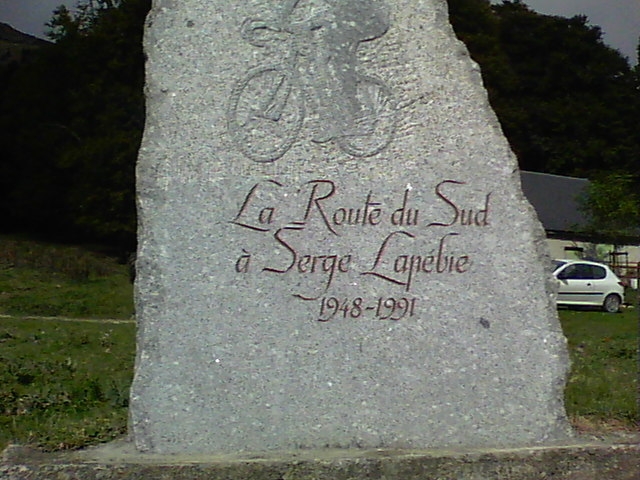 La Route du Sud
à Serge Lapébie
1948-1991